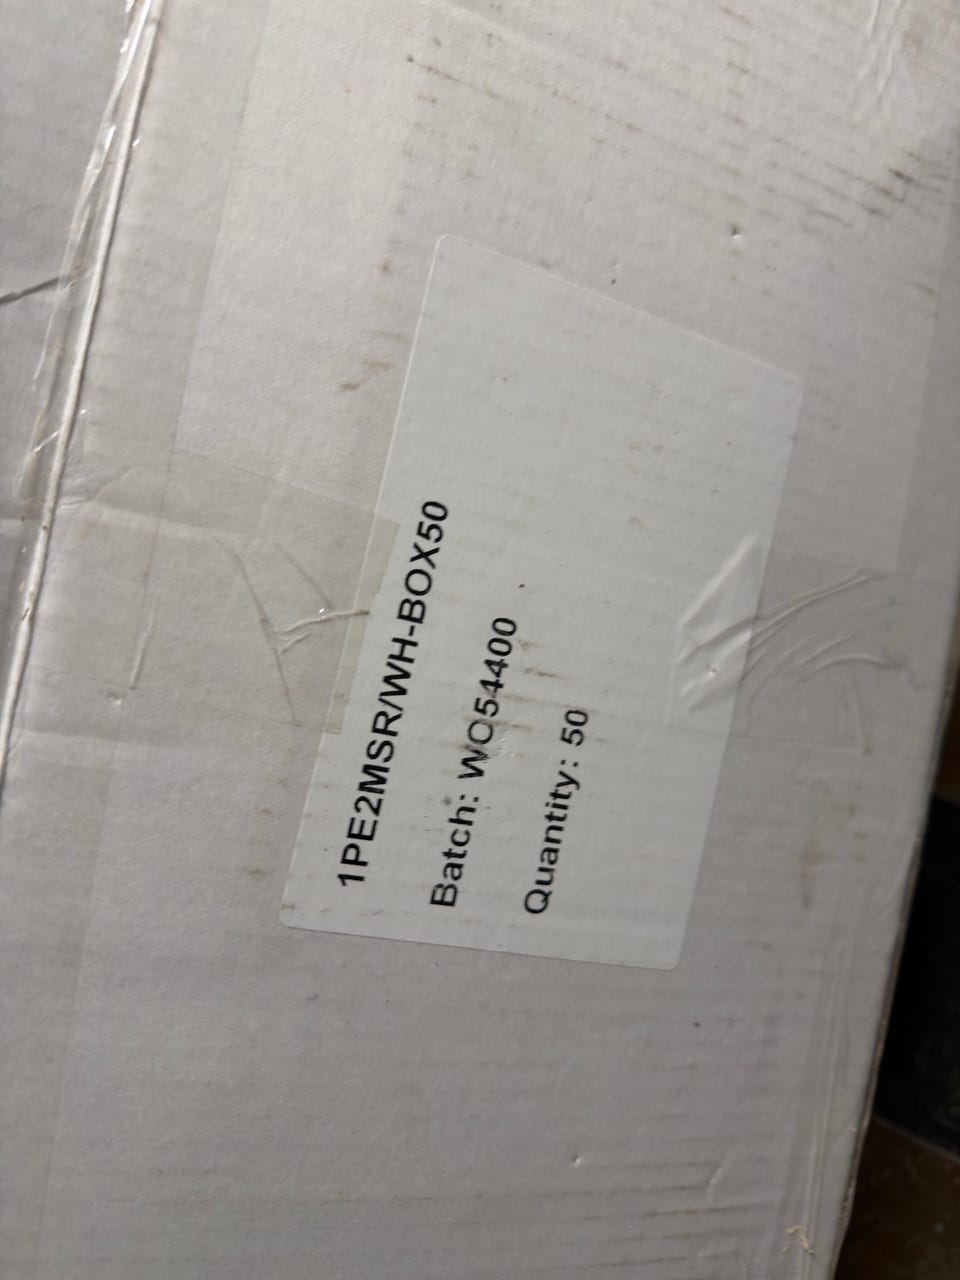 1PE2MSR/WH-BOX50
Batch: WO54400
Quantity: 50